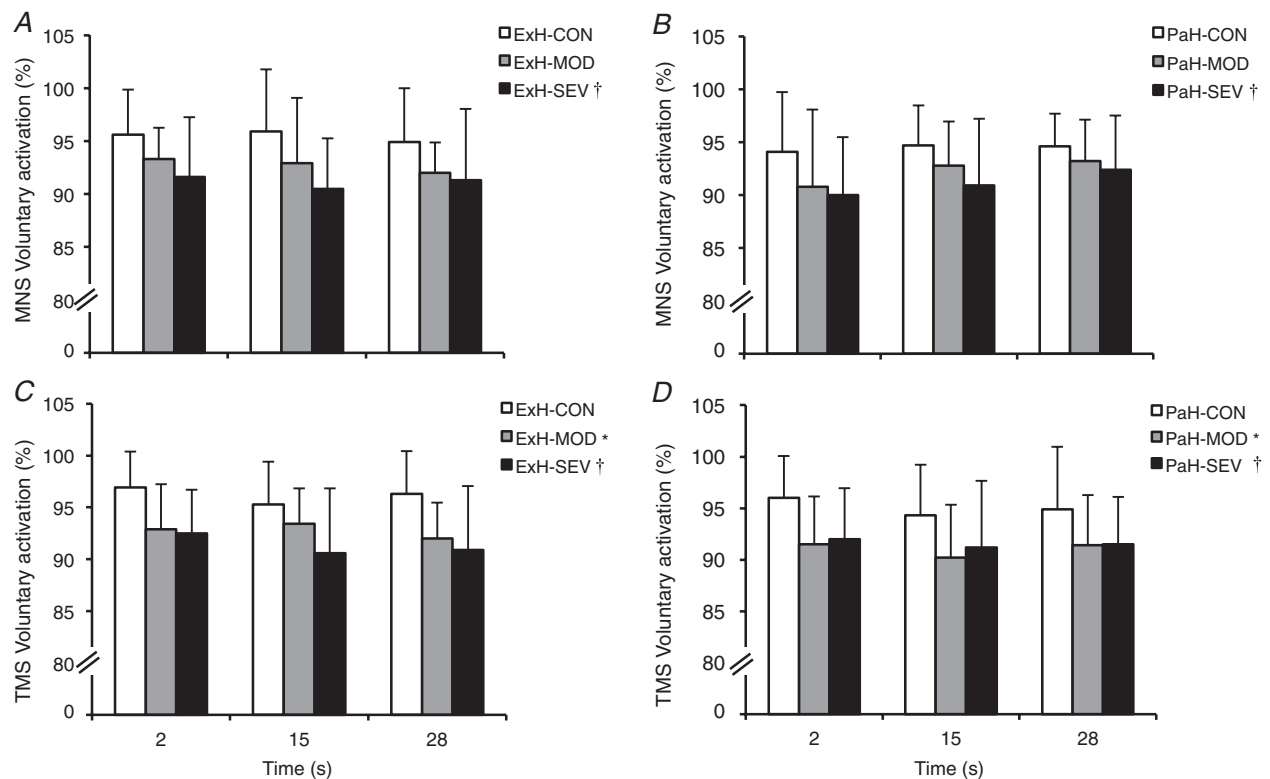 A
MNS Voluntary activation (%)
105
100
95
90
85
80
0
ExH-CON
ExH-MOD
ExH-SEV †
B
MNS Voluntary activation (%)
105
100
95
90
85
80
0
PaH-CON
PaH-MOD
PaH-SEV †
C
TMS Voluntary activation (%)
105
100
95
90
85
80
0
ExH-CON
ExH-MOD *
ExH-SEV †
2 15 28
Time (s)
D
TMS Voluntary activation (%)
105
100
95
90
85
80
0
PaH-CON
PaH-MOD *
PaH-SEV †
2 15 28
Time (s)